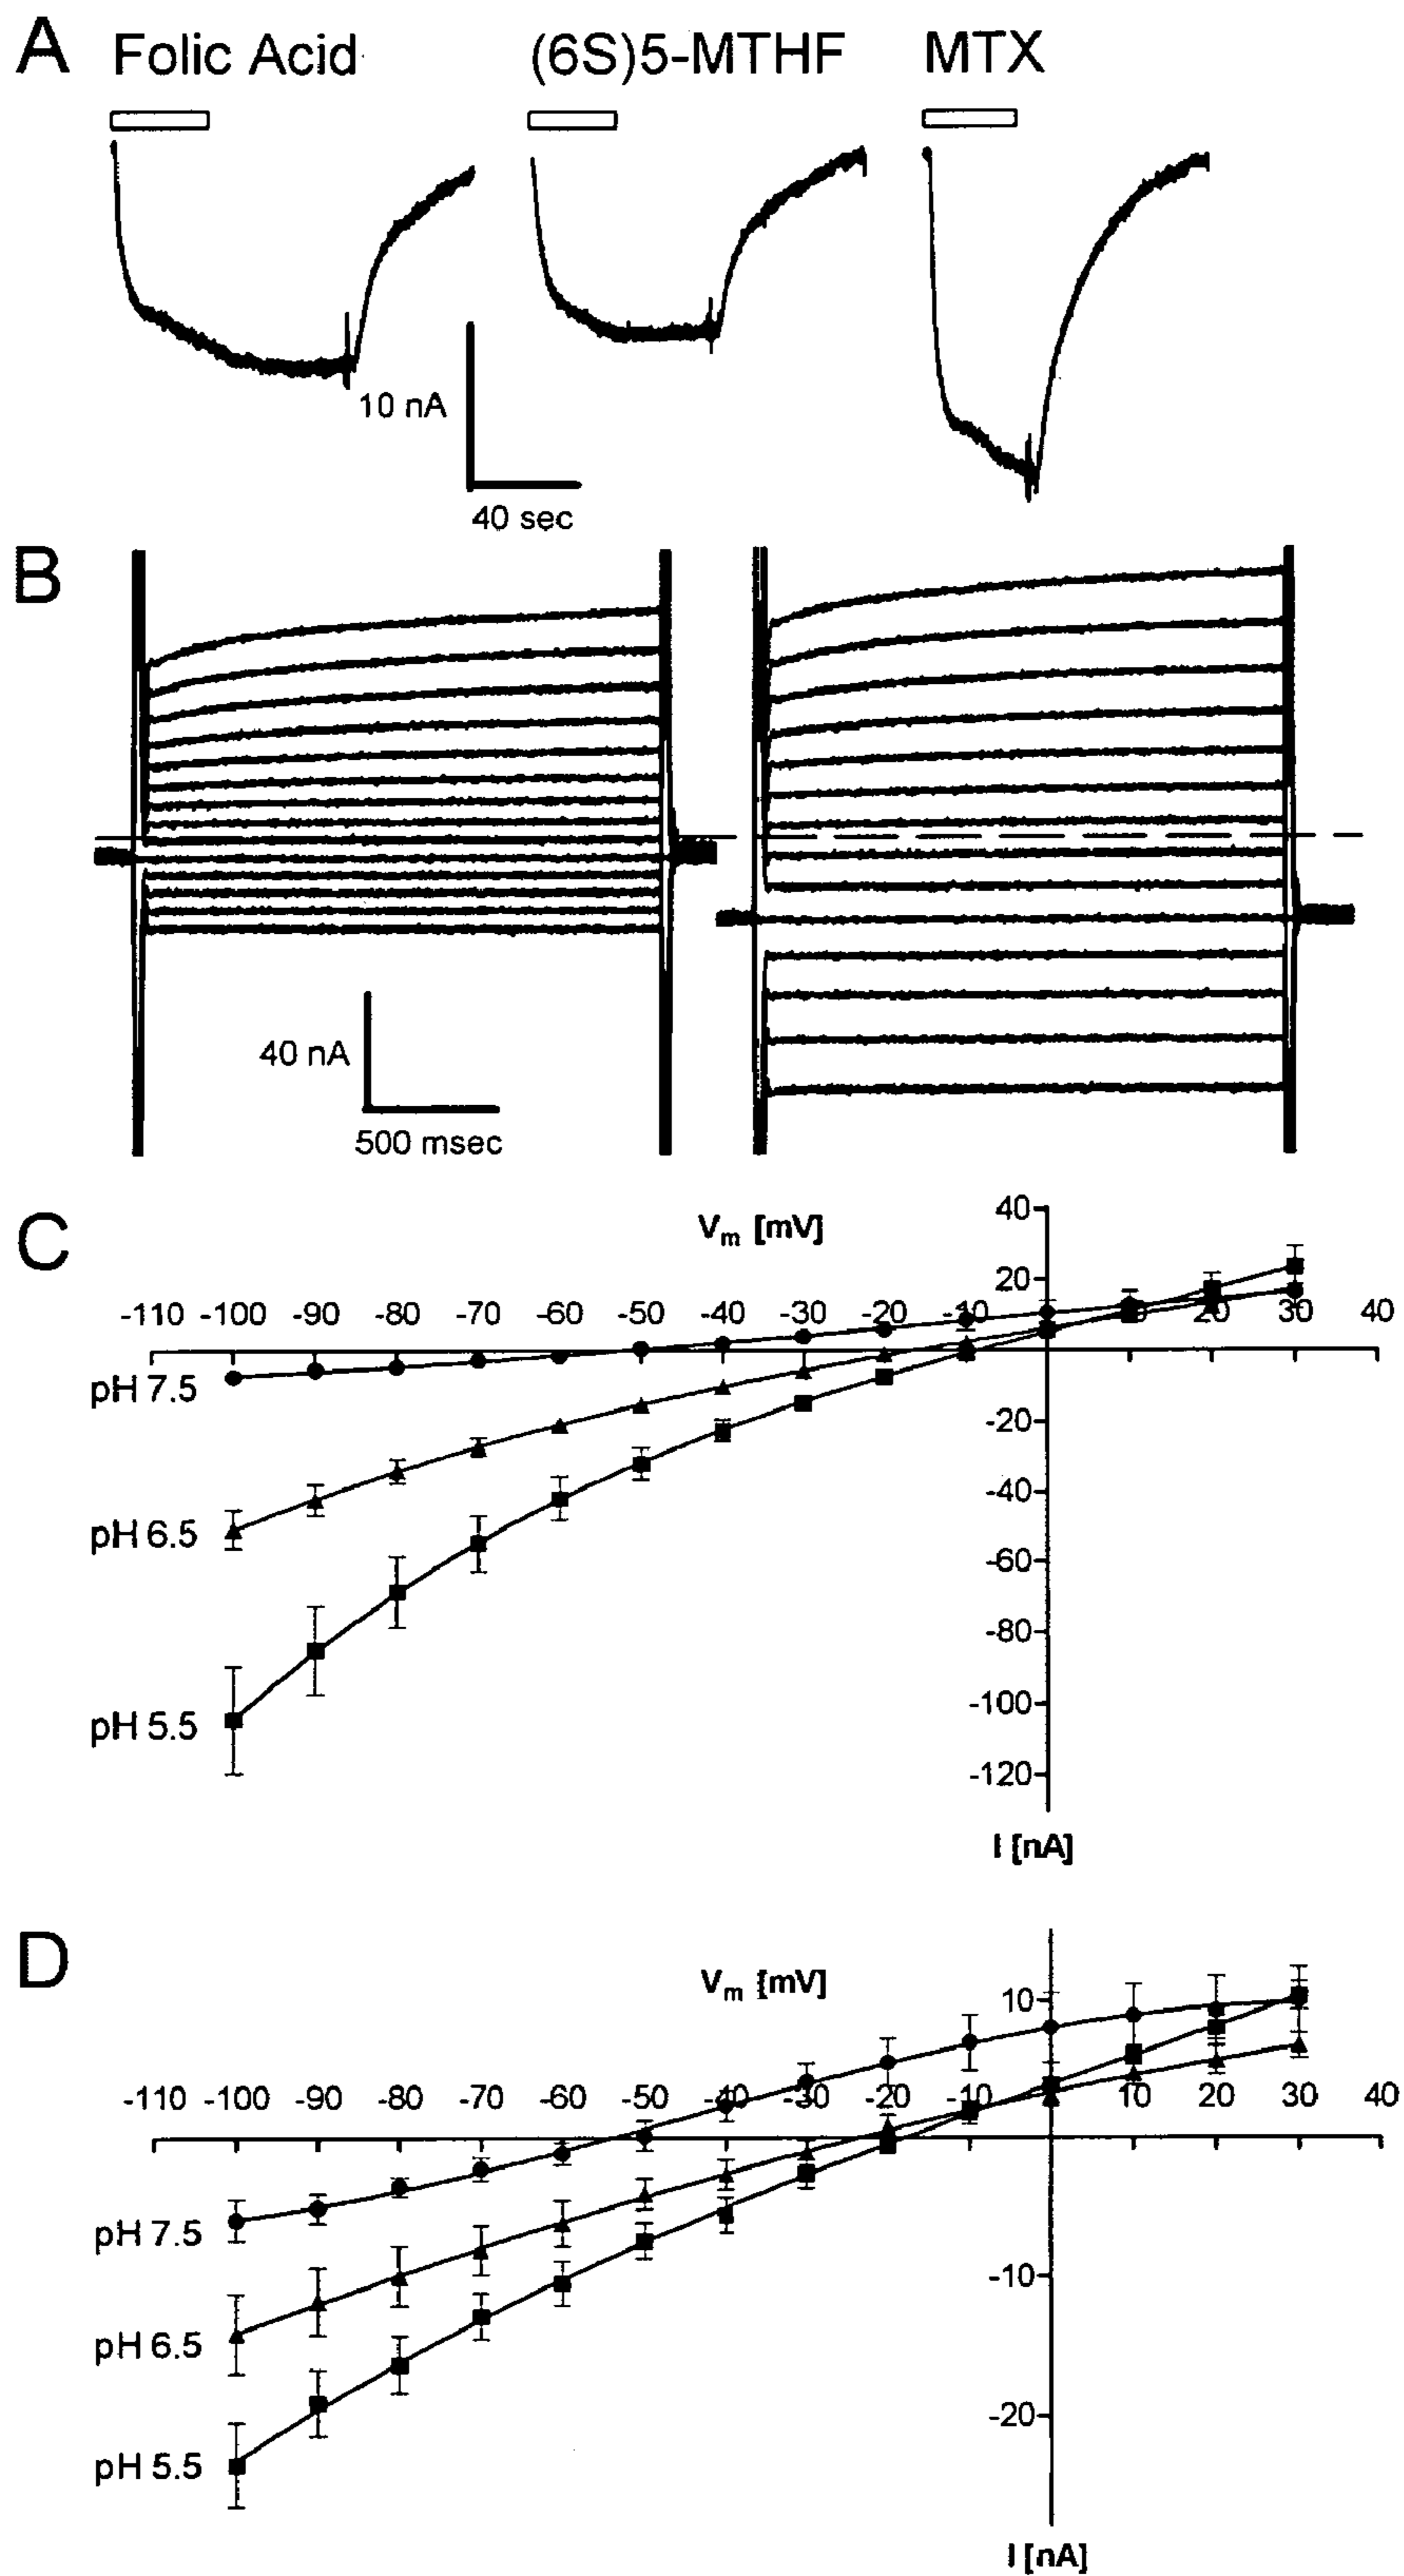 A Folic Acid (6S)5-MTHF MTX
10 nA
40 sec
B
40 nA
500 msec
C
Vm [mV]
40
20
-110 -100 -90 -80 -70 -60 -50 -40 -30 -20 -10 10 20 30 40
pH 7.5
-20
-40
pH 6.5
-60
-80
-100
pH 5.5
-120
I [nA]
D
Vm [mV]
10
-110 -100 -90 -80 -70 -60 -50 -40 -30 -20 -10 10 20 30 40
pH 7.5
-10
pH 6.5
-20
pH 5.5
I [nA]